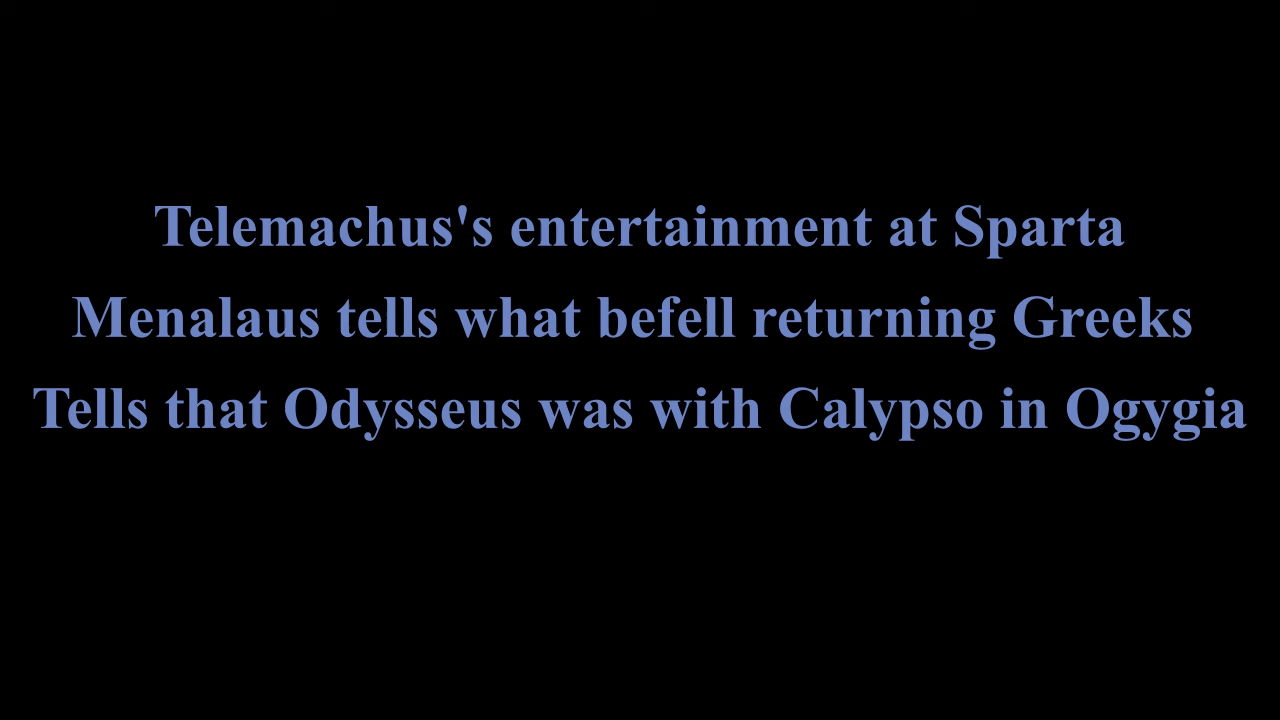 Telemachus's entertainment at Sparta
Menalaus tells what befell returning Greeks
Tells that Odysseus was with Calypso in Ogygia